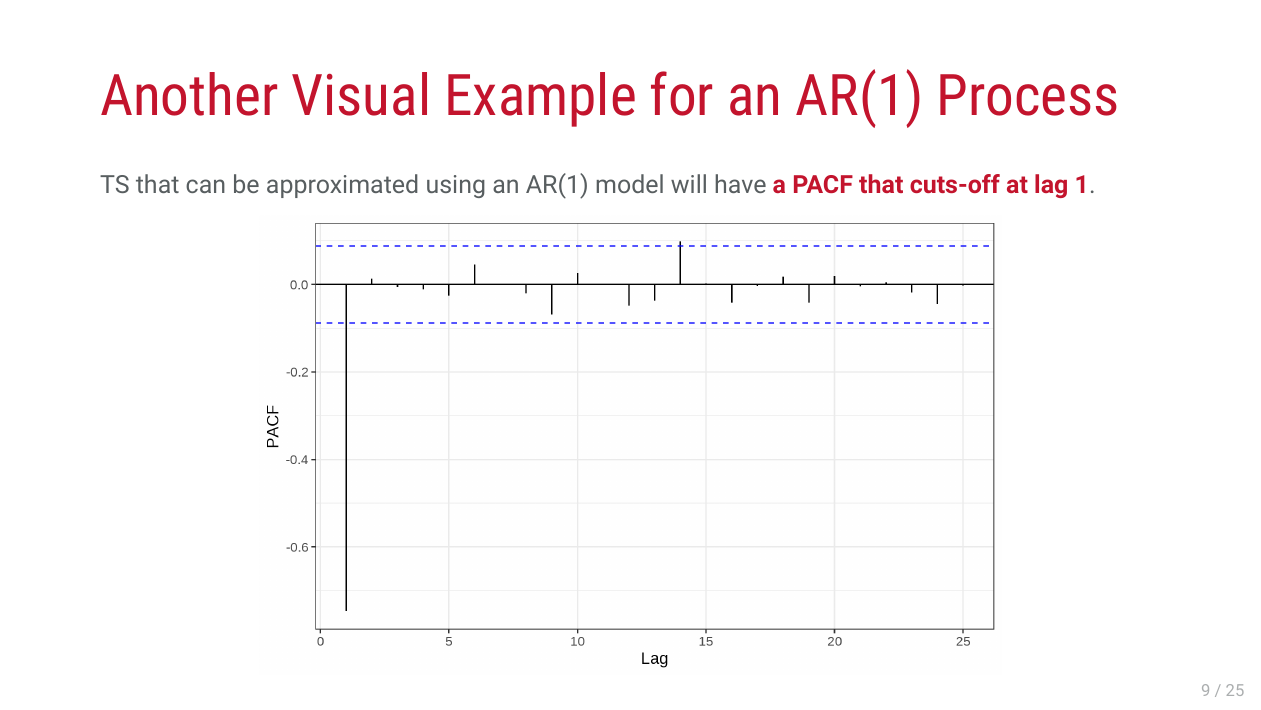 Another Visual Example for an AR(1) Process
TS that can be approximated using an AR(1) model will have a PACF that cuts-off at lag 1.
0.0
-0.2
-0.4
-0.6
PACF
0 5 10 15 20 25
Lag
9 / 25